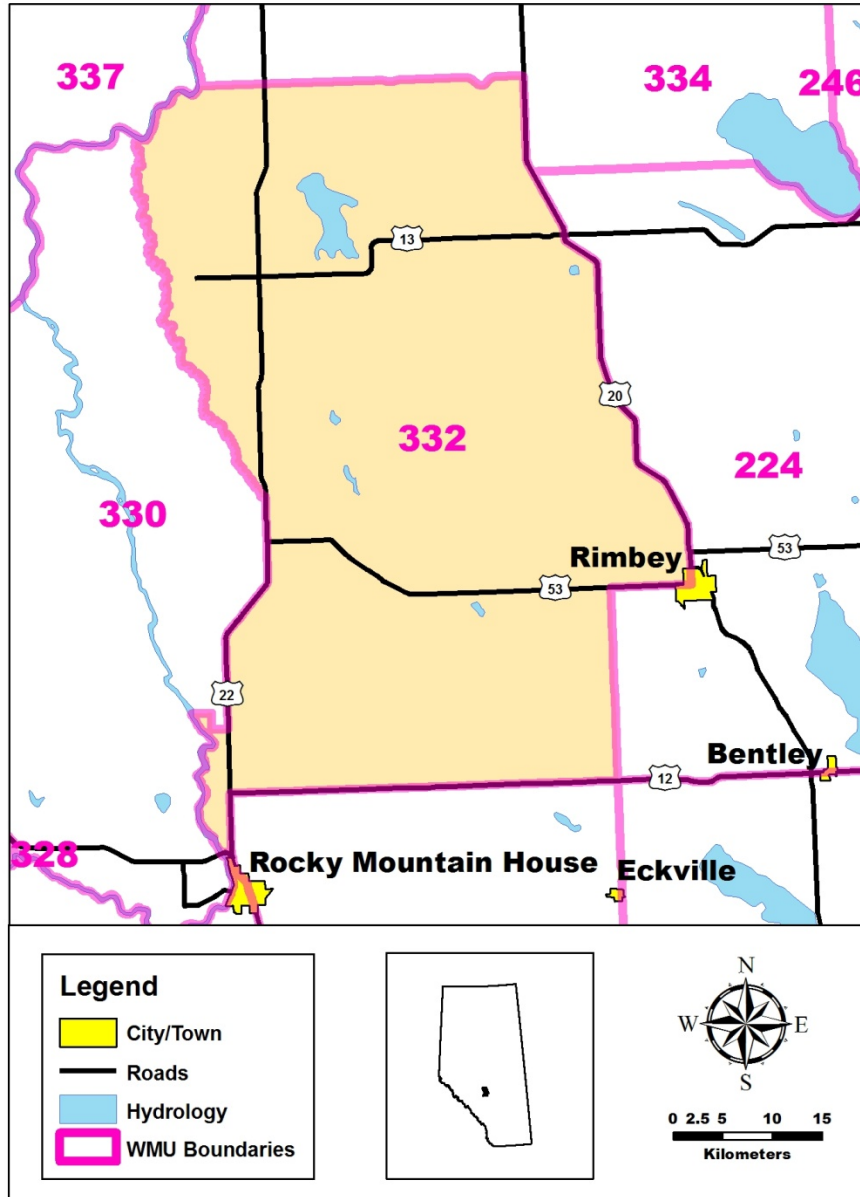 337
334
246
13
20
332
224
330
Rimbey
53
53
22
Bentley
12
328
Rocky Mountain House
Eckville
Legend
City/Town
Roads
Hydrology
WMU Boundaries
N
W
E
S
0 2.5 5 10 15
Kilometers